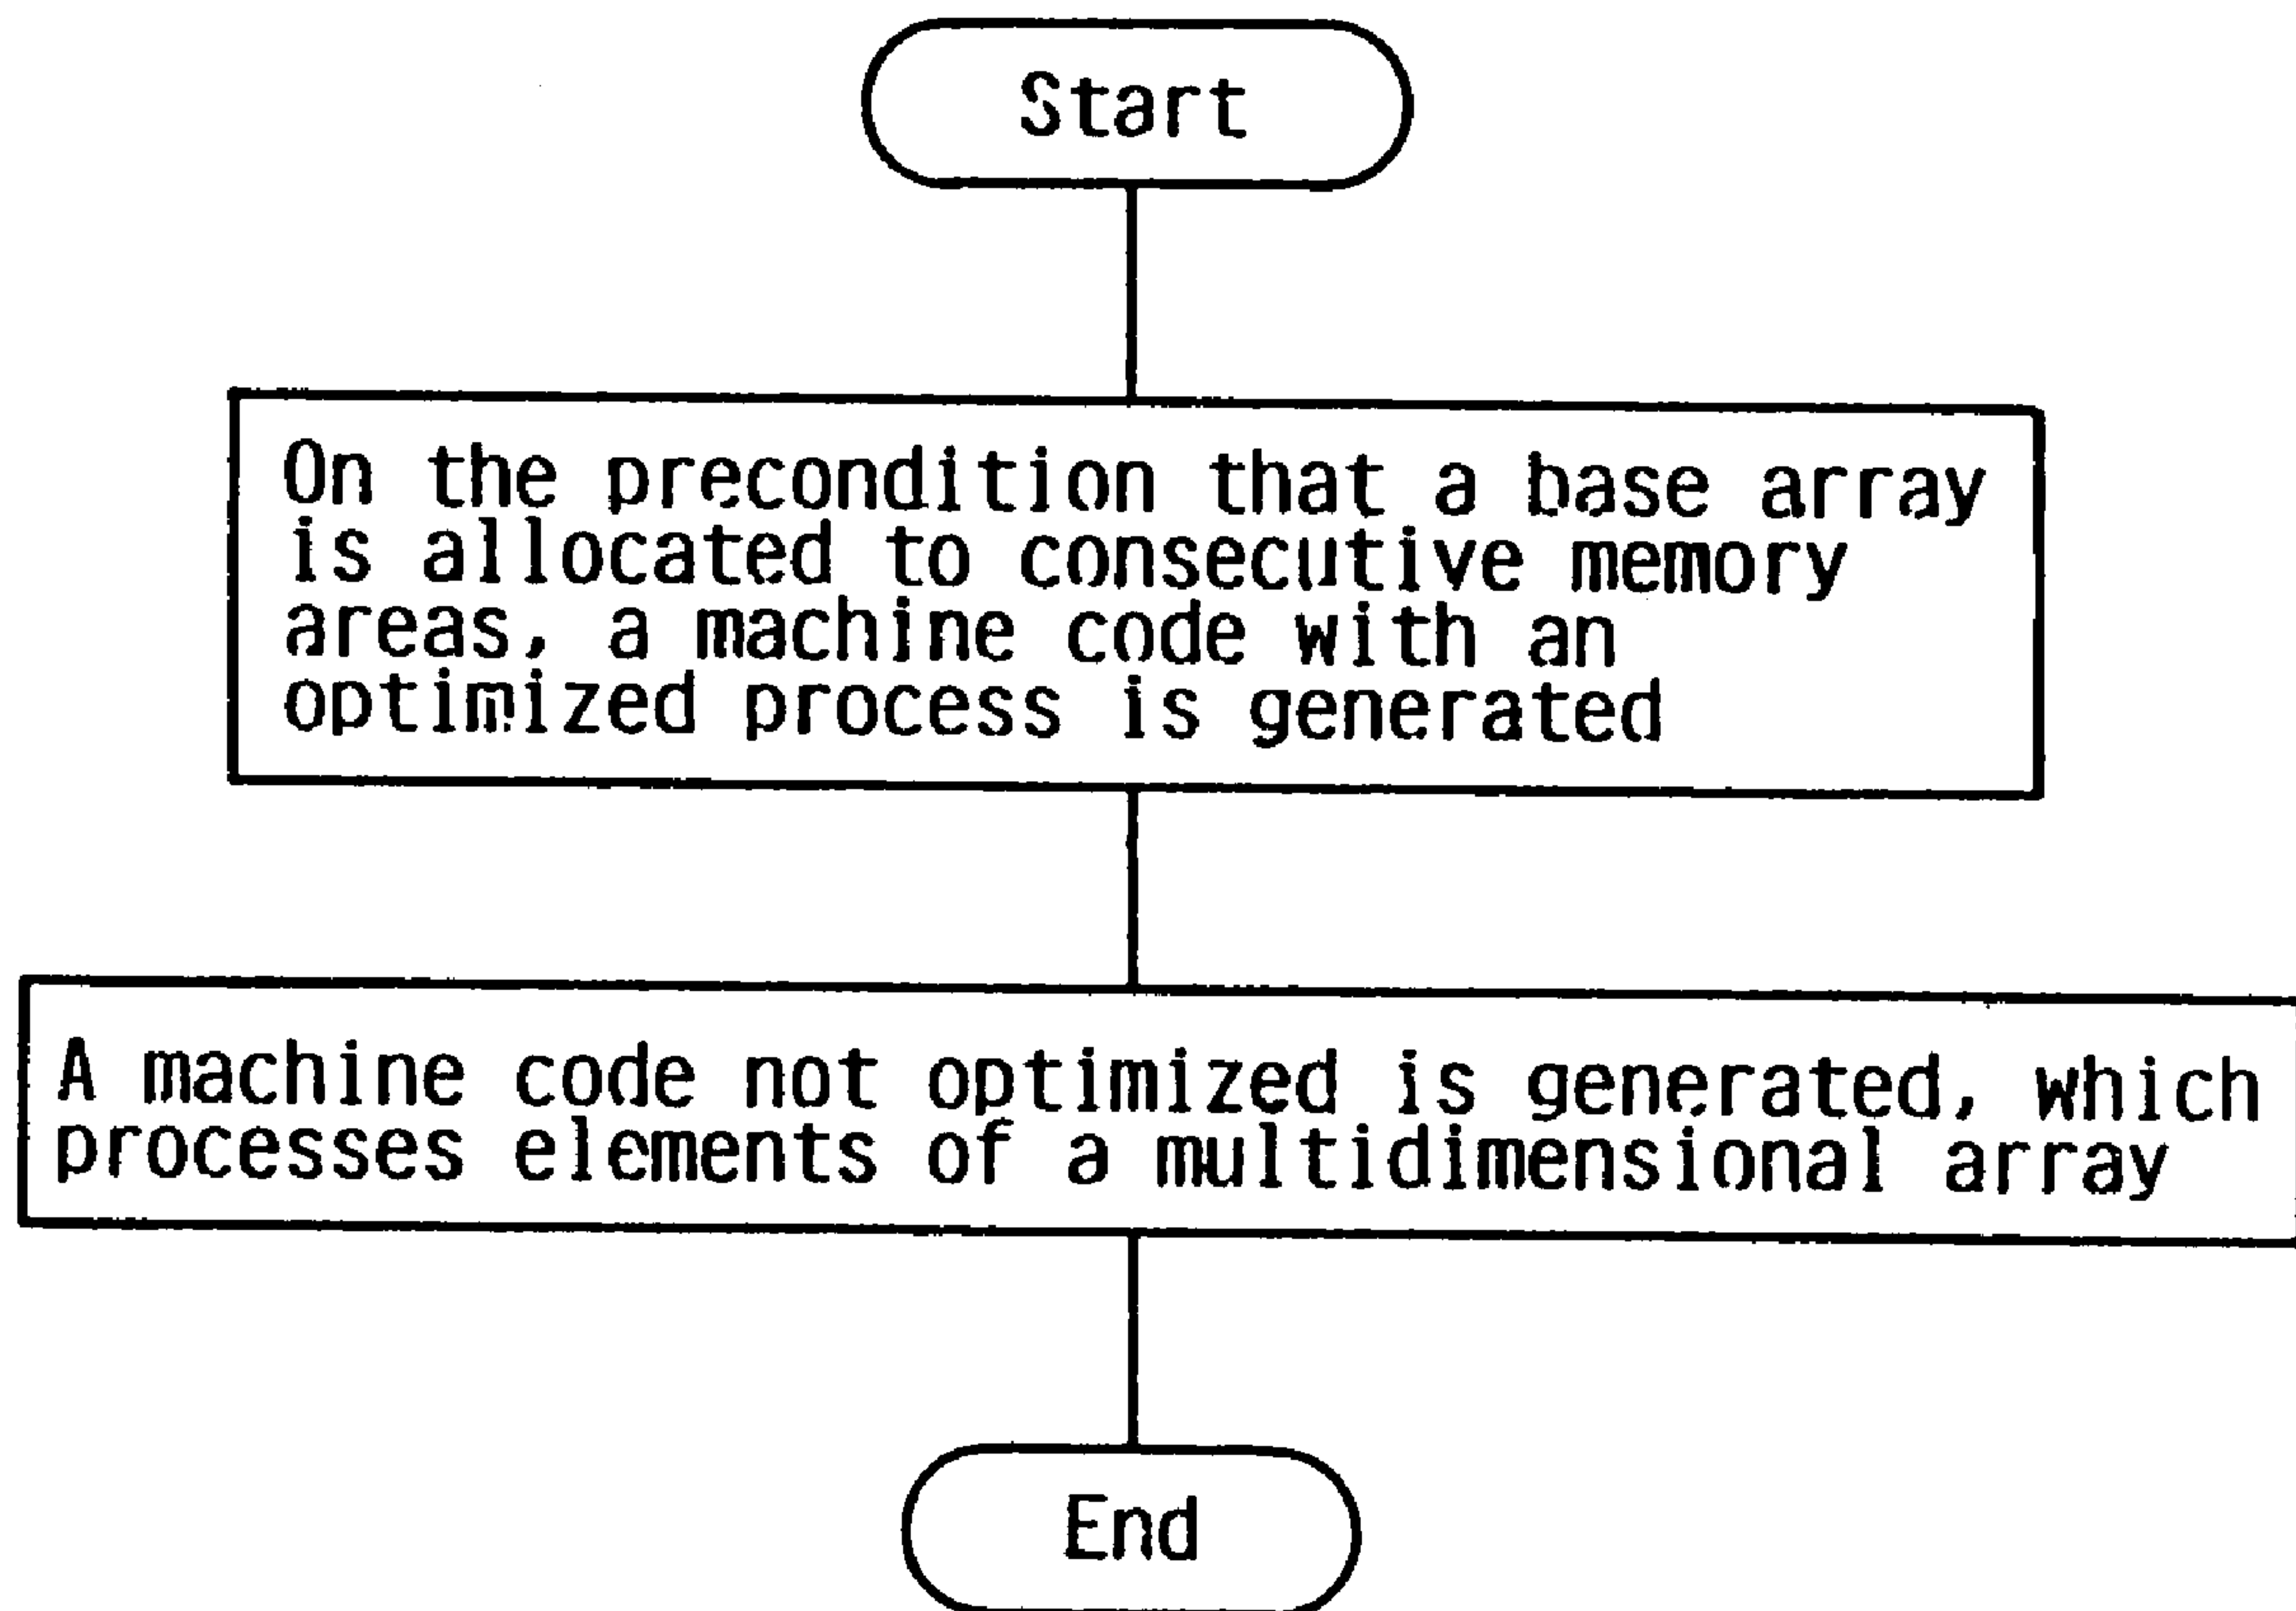 Start
On the precondition that a base array
is allocated to consecutive memory
areas, a machine code with an
optimized process is generated
A machine code not optimized is generated, which
processes elements of a multidimensional array
End